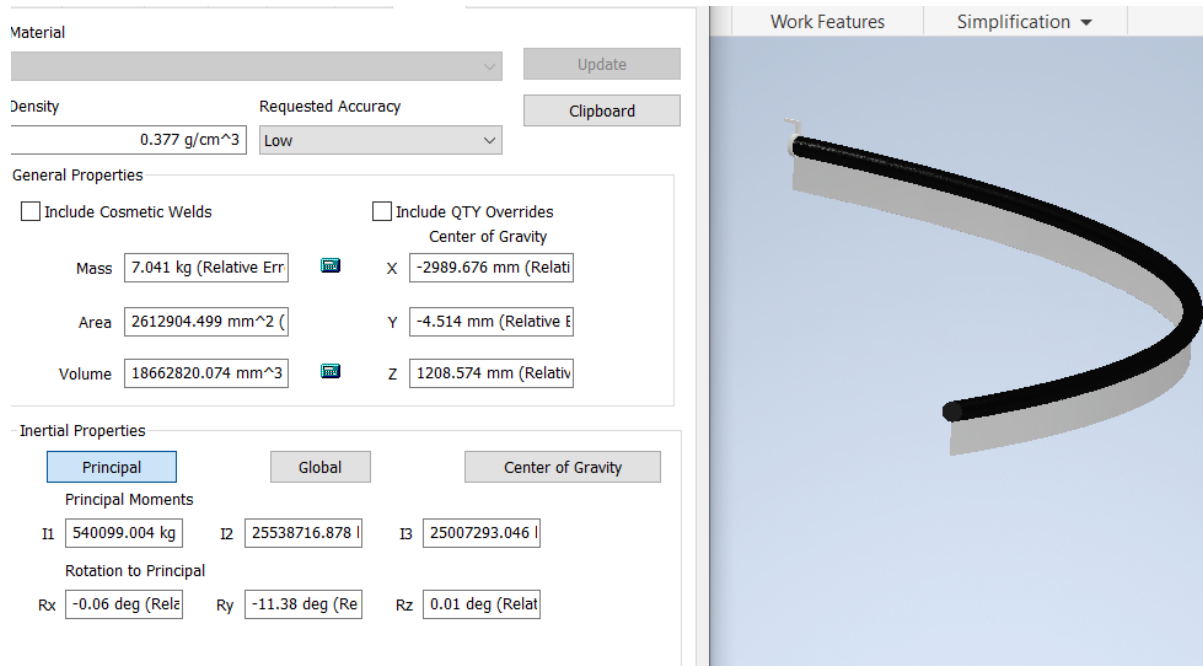 Work Features Simplification
Material
Update
Density Requested Accuracy Clipboard
0.377 g/cm^3 Low
General Properties
Include Cosmetic Welds Include QTY Overrides
Center of Gravity
Mass 7.041 kg (Relative Err X -2989.676 mm (Relati
Area 2612904.499 mm^2 ( Y -4.514 mm (Relative E
Volume 18662820.074 mm^3 Z 1208.574 mm (Relativ
Inertial Properties
Principal Global Center of Gravity
Principal Moments
I1 540099.004 kg I2 25538716.878 I3 25007293.046
Rotation to Principal
Rx -0.06 deg (Rela Ry -11.38 deg (Re Rz 0.01 deg (Relat